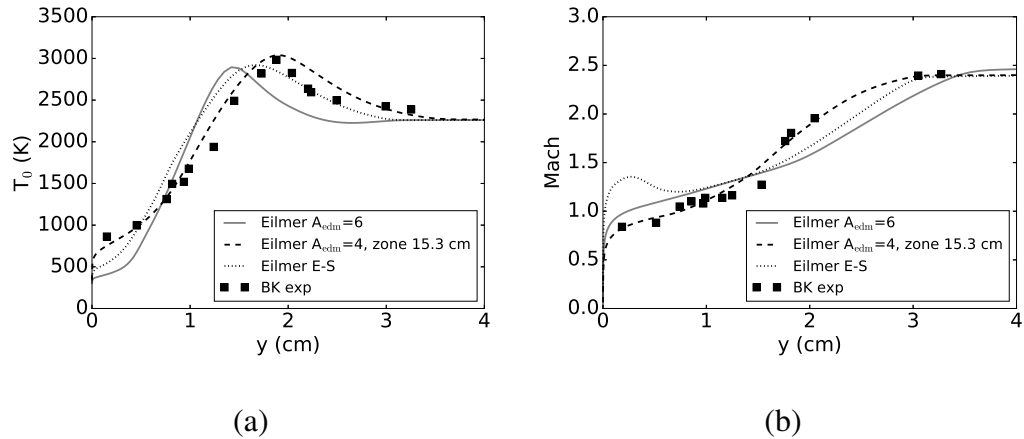 3500
3000
2500
2000
1500
1000
500
0
T₀ (K)
0 1 2 3 4
y (cm)
Eilmer Aedm=6
Eilmer Aedm=4, zone 15.3 cm
Eilmer E-S
BK exp
(a)
3.0
2.5
2.0
1.5
1.0
0.5
0.0
Mach
0 1 2 3 4
y (cm)
Eilmer Aedm=6
Eilmer Aedm=4, zone 15.3 cm
Eilmer E-S
BK exp
(b)